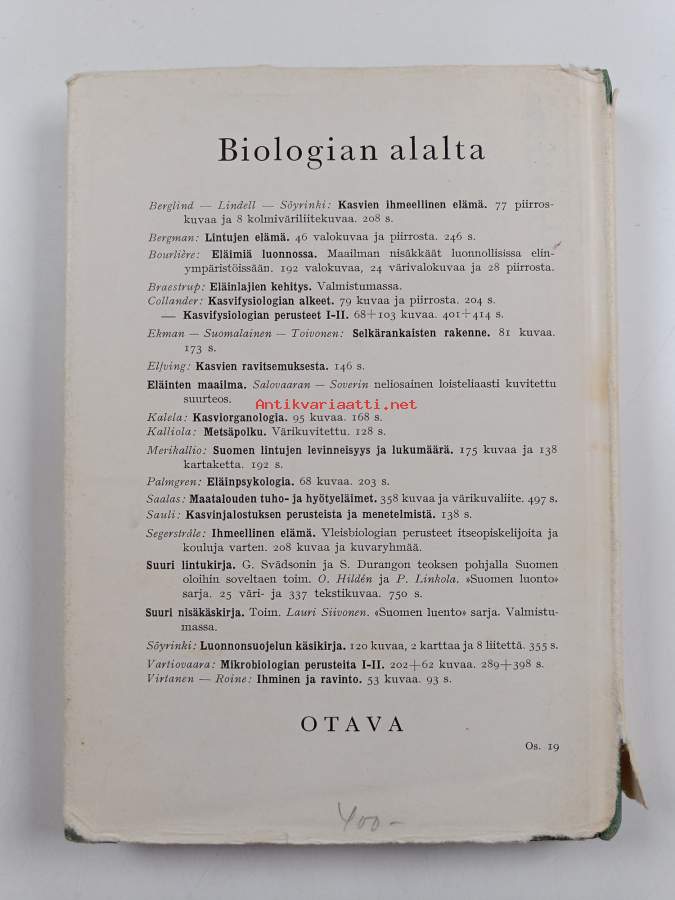 Biologian alalta
Berglind — Lindell — Söyrinki: Kasvien ihmeellinen elämä. 77 piirros-
kuvaa ja 8 kolmiväriliitekuvaa. 208 s.
Bergman: Lintujen elämä. 46 valokuvaa ja piirrosta. 246 s.
Bourlière: Eläimiä luonnossa. Maailman nisäkkäät luonnollisissa elin-
ympäristöissään. 192 valokuvaa, 24 värivalokuvaa ja 28 piirrosta.
Braestrup: Eläinlajien kehitys. Valmistumassa.
Collander: Kasvifysiologian alkeet. 79 kuvaa ja piirrosta. 204 s.
— Kasvifysiologian perusteet I-II. 68+103 kuvaa. 401+414 s.
Ekman — Suomalainen — Toivonen: Selkärankaisten rakenne. 81 kuvaa.
173 s.
Elfving: Kasvien ravitsemuksesta. 146 s.
Eläinten maailma. Salovaaran — Soverin neliosainen loisteliaasti kuvitettu
suurteos.
Antikvariaatti.net
Kalela: Kasviorganologia. 95 kuvaa. 168 s.
Kalliola: Metsäpolku. Värikuvitettu. 128 s.
Merikallio: Suomen lintujen levinneisyys ja lukumäärä. 175 kuvaa ja 138
kartaketta. 192 s.
Palmgren: Eläinpsykologia. 68 kuvaa. 203 s.
Saalas: Maatalouden tuho- ja hyötyeläimet. 358 kuvaa ja värikuvaliite. 497 s.
Sauli: Kasvinjalostuksen perusteista ja menetelmistä. 138 s.
Segerstråle: Ihmeellinen elämä. Yleisbiologian perusteet itseopiskelijoita ja
kouluja varten. 208 kuvaa ja kuvaryhmää.
Suuri lintukirja. G. Svädsonin ja S. Durangon teoksen pohjalla Suomen
oloihin soveltaen toim. O. Hildén ja P. Linkola. »Suomen luonto»
sarja. 25 väri- ja 337 tekstikuvaa. 750 s.
Suuri nisäkäskirja. Toim. Lauri Siivonen. «Suomen luento» sarja. Valmistu-
massa.
Söyrinki: Luonnonsuojelun käsikirja. 120 kuvaa, 2 karttaa ja 8 liitettä. 355 s.
Vartiovaara: Mikrobiologian perusteita I-II. 202+62 kuvaa. 289+398 s.
Virtanen — Roine: Ihminen ja ravinto. 53 kuvaa. 93 s.
OTAVA
Os. 19
400-